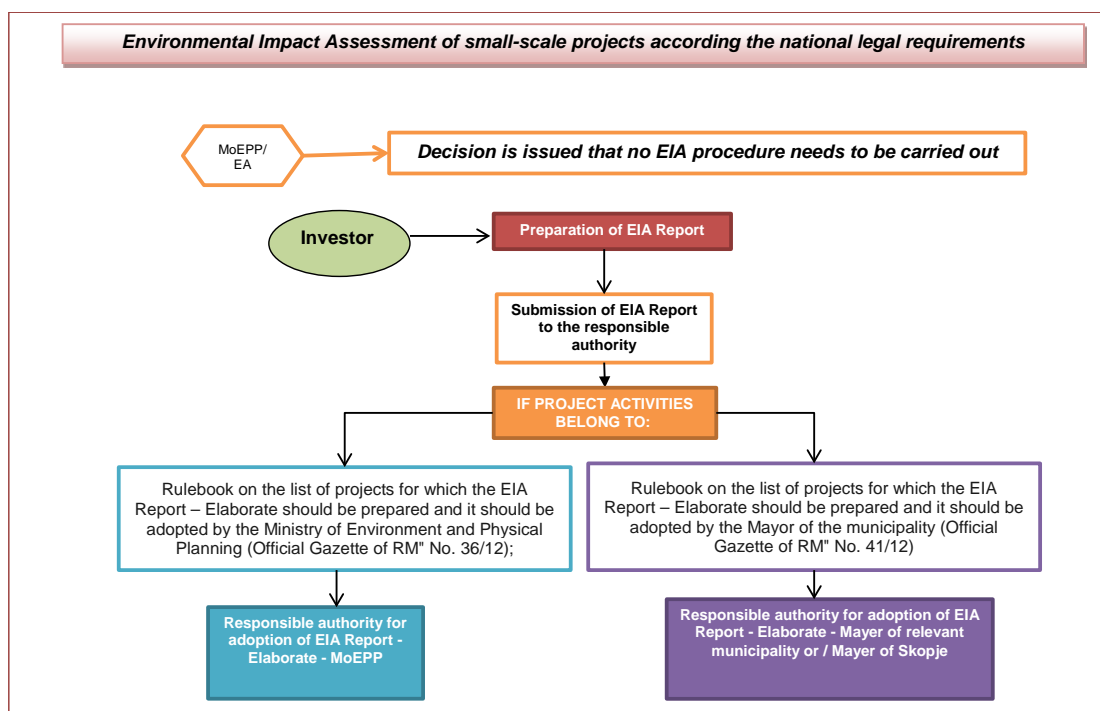 Environmental Impact Assessment of small-scale projects according the national legal requirements
MoEPP/
EA
Decision is issued that no EIA procedure needs to be carried out
Investor
Preparation of EIA Report
Submission of EIA Report
to the responsible
authority
IF PROJECT ACTIVITIES
BELONG TO:
Rulebook on the list of projects for which the EIA
Report – Elaborate should be prepared and it should be
adopted by the Ministry of Environment and Physical
Planning (Official Gazette of RM" No. 36/12);
Rulebook on the list of projects for which the EIA
Report – Elaborate should be prepared and it should be
adopted by the Mayor of the municipality (Official
Gazette of RM" No. 41/12)
Responsible authority for
adoption of EIA Report -
Elaborate - MoEPP
Responsible authority for adoption of EIA
Report - Elaborate - Mayer of relevant
municipality or / Mayer of Skopje